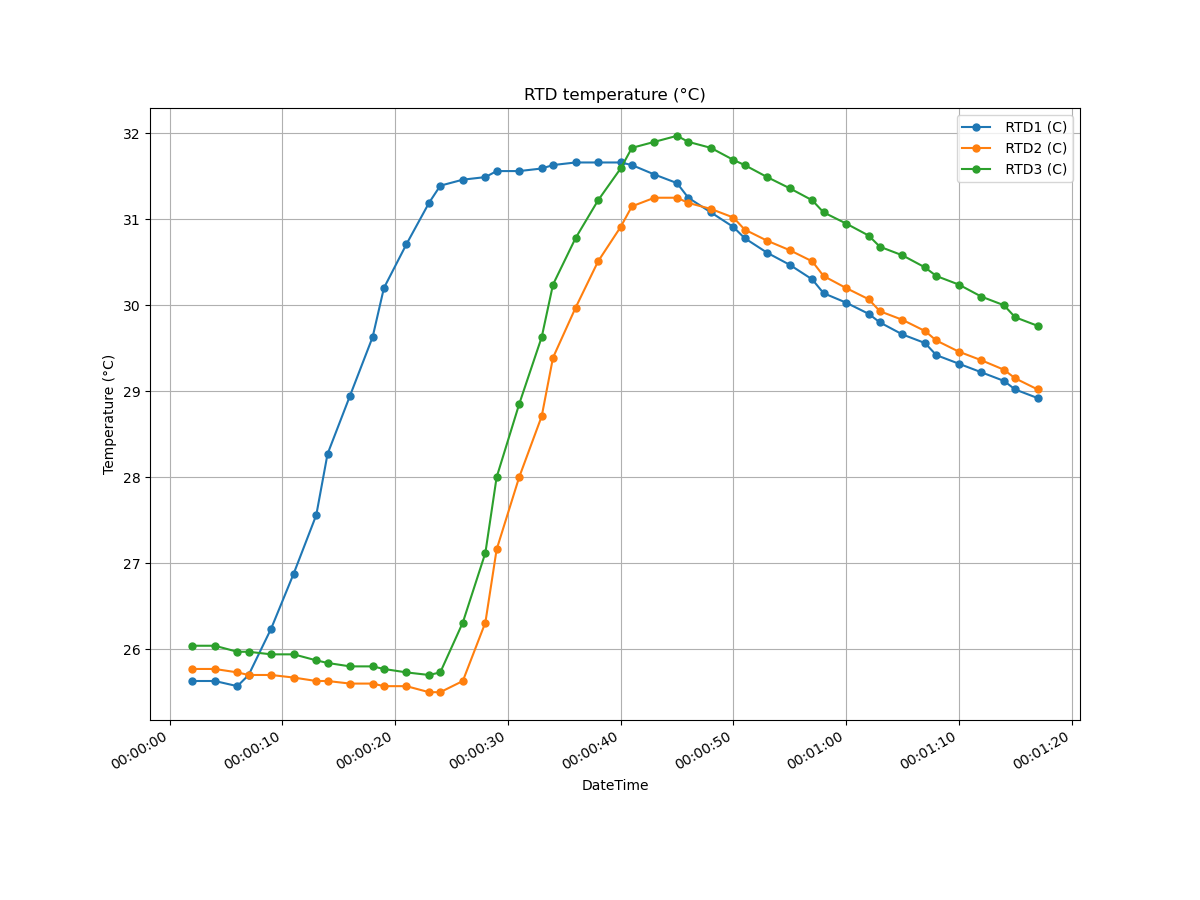 RTD temperature (°C)
RTD1 (C)
RTD2 (C)
RTD3 (C)
Temperature (°C)
32
31
30
29
28
27
26
00:00:00
00:00:10
00:00:20
00:00:30
00:00:40
00:00:50
00:01:00
00:01:10
00:01:20
DateTime